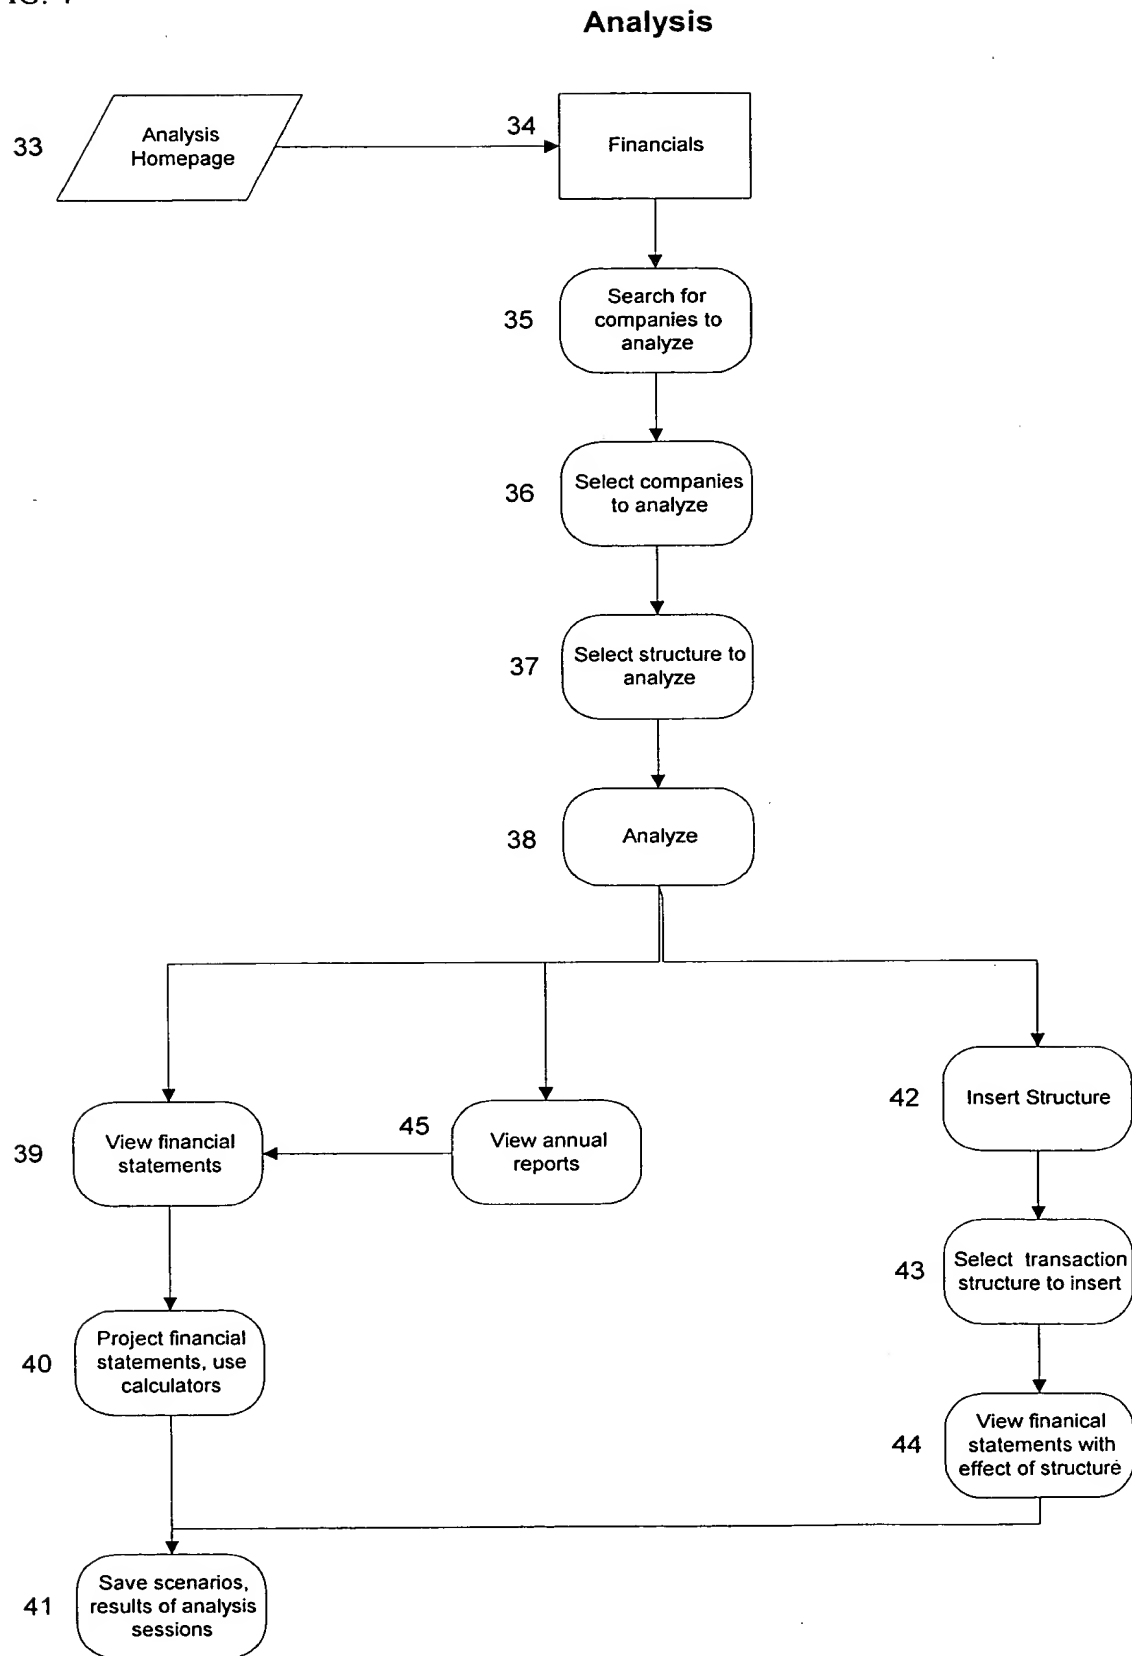 Analysis
33
Analysis
Homepage
34
Financials
35
Search for
companies to
analyze
36
Select companies
to analyze
37
Select structure to
analyze
38
Analyze
42
Insert Structure
39
View financial
statements
45
View annual
reports
43
Select transaction
structure to insert
40
Project financial
statements, use
calculators
44
View finanical
statements with
effect of structure
41
Save scenarios,
results of analysis
sessions